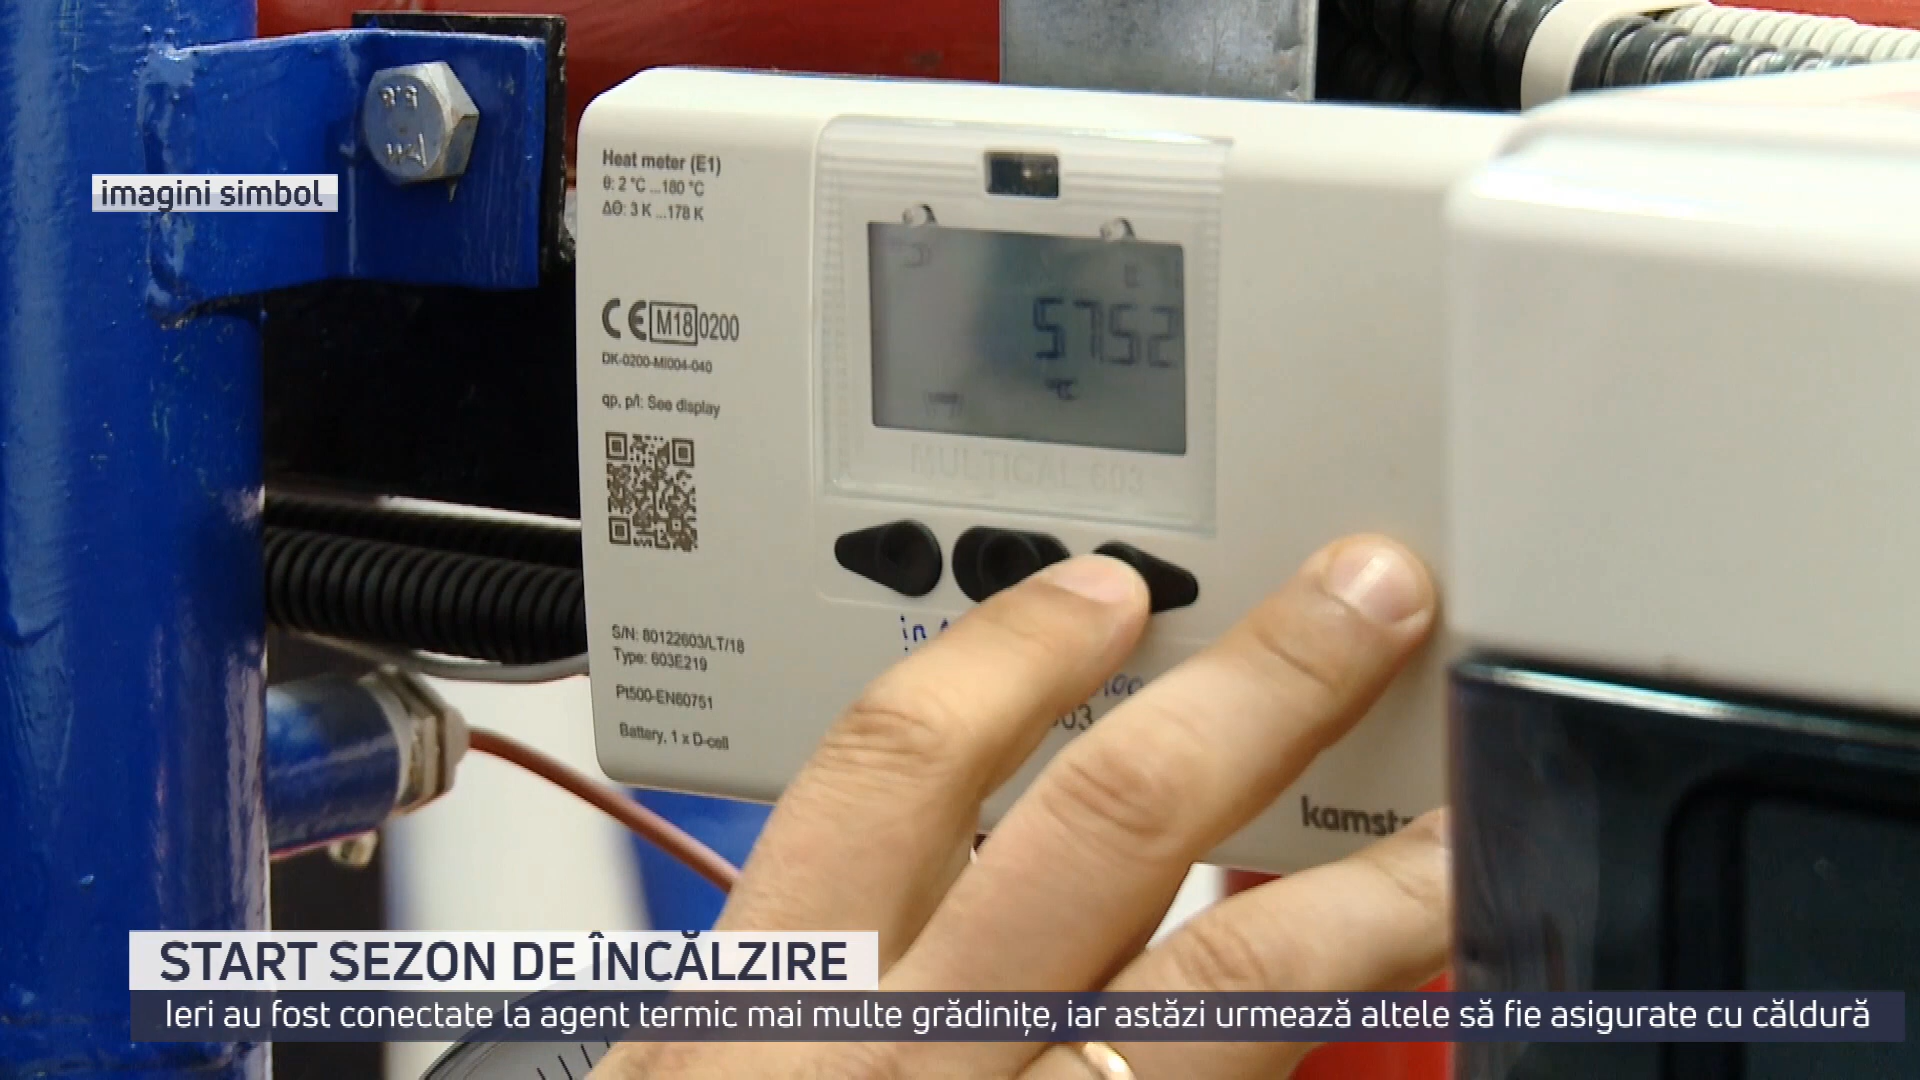 imagini simbol
Heat meter (E1)
θ: 2 °C ...180 °C
ΔΘ: 3 K ...178 K
CE M18 0200
DK-0200-MI004-040
qp, p/l: See display
5752
°C
MULTICAL 603
S/N: 80122603/LT/18
Type: 603E219
Pt500-EN60751
Battery, 1 x D-cell
START SEZON DE ÎNCĂLZIRE
Ieri au fost conectate la agent termic mai multe grădinițe, iar astăzi urmează altele să fie asigurate cu căldură